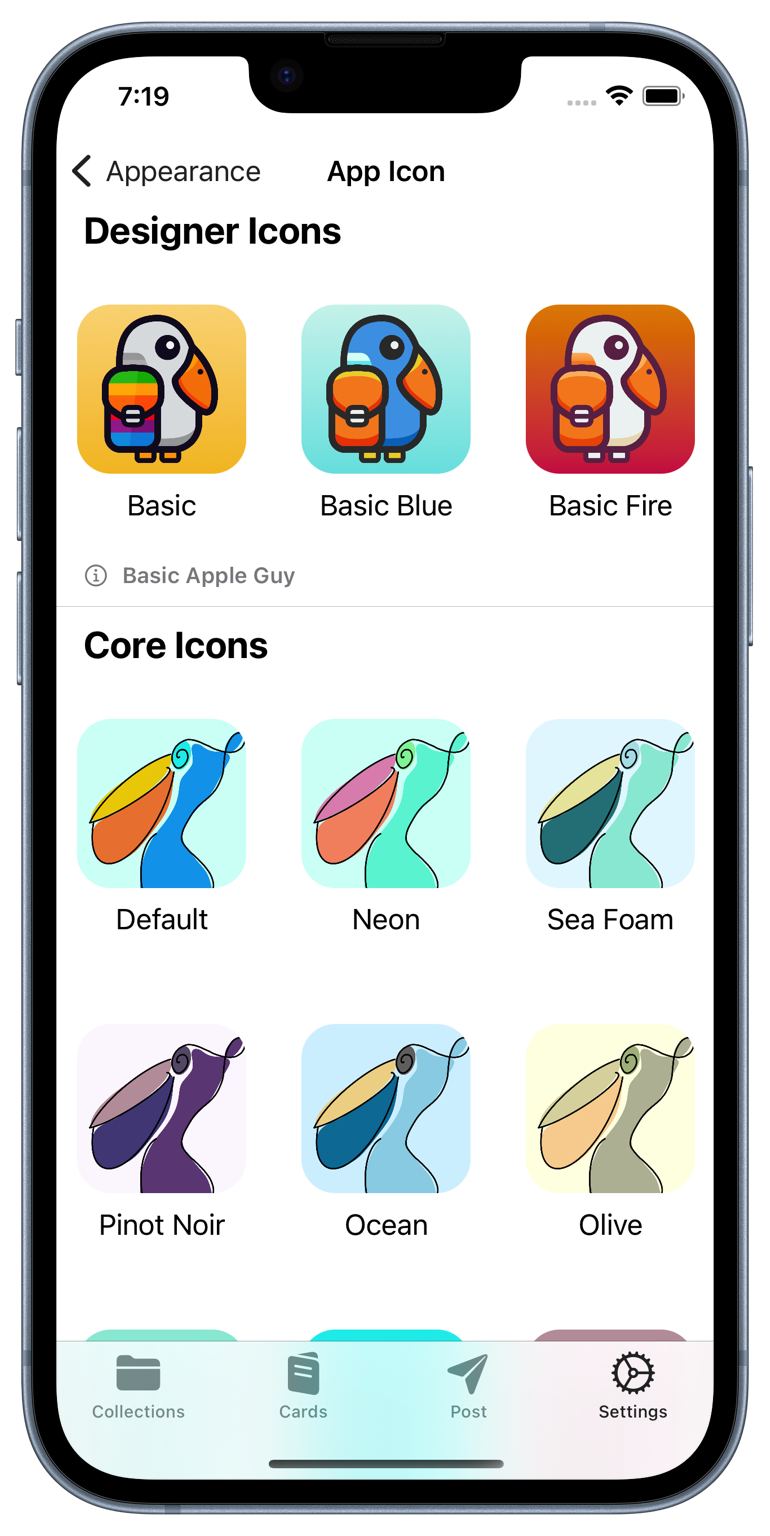 7:19
Appearance
App Icon
Designer Icons
Basic
Basic Blue
Basic Fire
Basic Apple Guy
Core Icons
Default
Neon
Sea Foam
Pinot Noir
Ocean
Olive
Collections
Cards
Post
Settings